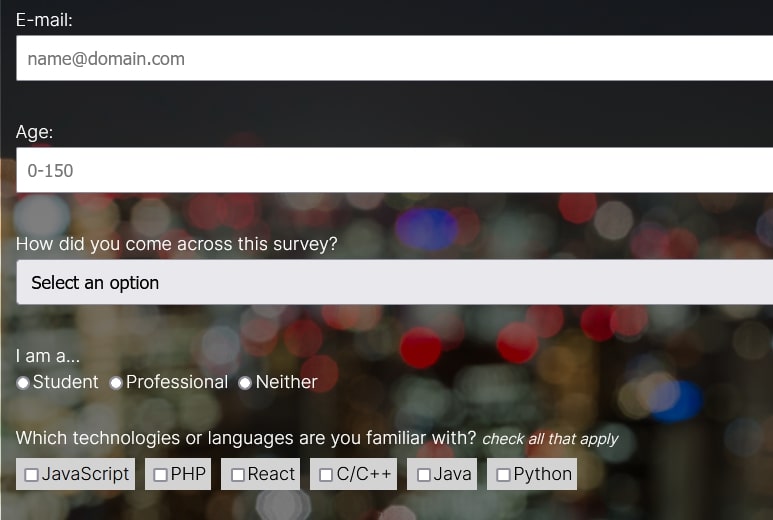 E-mail:
name@domain.com
Age:
0-150
How did you come across this survey?
Select an option
I am a...
Student Professional Neither
Which technologies or languages are you familiar with? check all that apply
JavaScript PHP React C/C++ Java Python